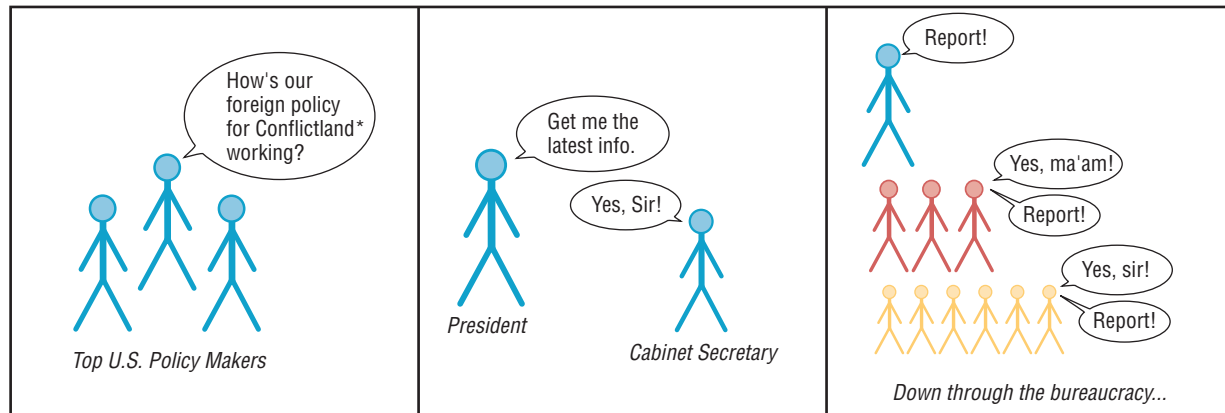 How's our
foreign policy
for Conflictland*
working?
Top U.S. Policy Makers
Get me the
latest info.
Yes, Sir!
President
Cabinet Secretary
Report!
Yes, ma'am!
Report!
Yes, sir!
Report!
Down through the bureaucracy...